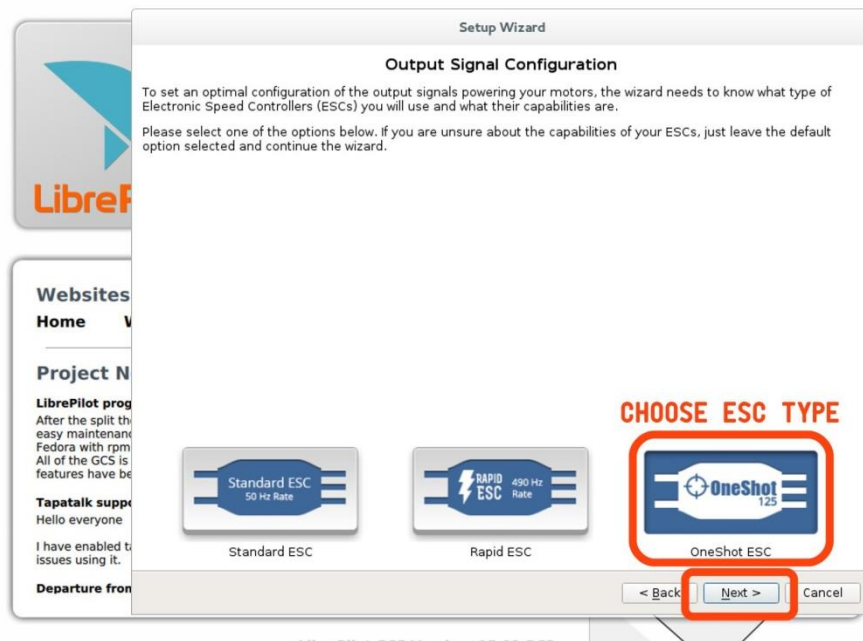 Setup Wizard
Output Signal Configuration
To set an optimal configuration of the output signals powering your motors, the wizard needs to know what type of
Electronic Speed Controllers (ESCs) you will use and what their capabilities are.
Please select one of the options below. If you are unsure about the capabilities of your ESCs, just leave the default
option selected and continue the wizard.
Websites
Home
Project N
LibrePilot prog
After the split th
easy maintenanc
Fedora with rpm
All of the GCS is
features have be
Tapatalk suppo
Hello everyone
I have enabled ta
issues using it.
Departure from
CHOOSE ESC TYPE
Standard ESC
50 Hz Rate
RAPID ESC
490 Hz Rate
OneShot
125
Standard ESC
Rapid ESC
OneShot ESC
< Back
Next >
Cancel